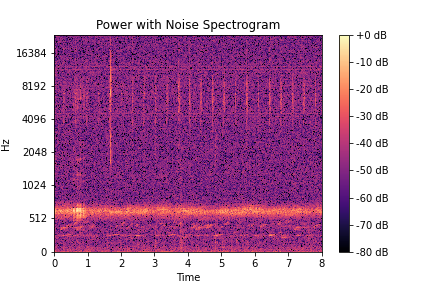 Power with Noise Spectrogram
+0 dB
16384
-10 dB
8192
-20 dB
4096
-30 dB
Hz
-40 dB
2048
-50 dB
1024
-60 dB
512
-70 dB
0
-80 dB
0 1 2 3 4 5 6 7 8
Time